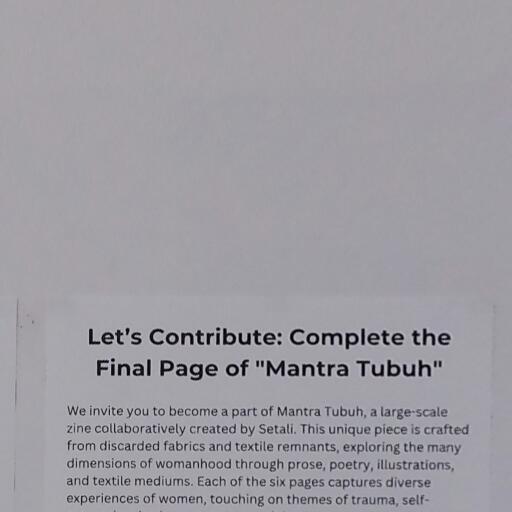 Let's Contribute: Complete the
Final Page of "Mantra Tubuh"
We invite you to become a part of Mantra Tubuh, a large-scale
zine collaboratively created by Setali. This unique piece is crafted
from discarded fabrics and textile remnants, exploring the many
dimensions of womanhood through prose, poetry, illustrations,
and textile mediums. Each of the six pages captures diverse
experiences of women, touching on themes of trauma, self-